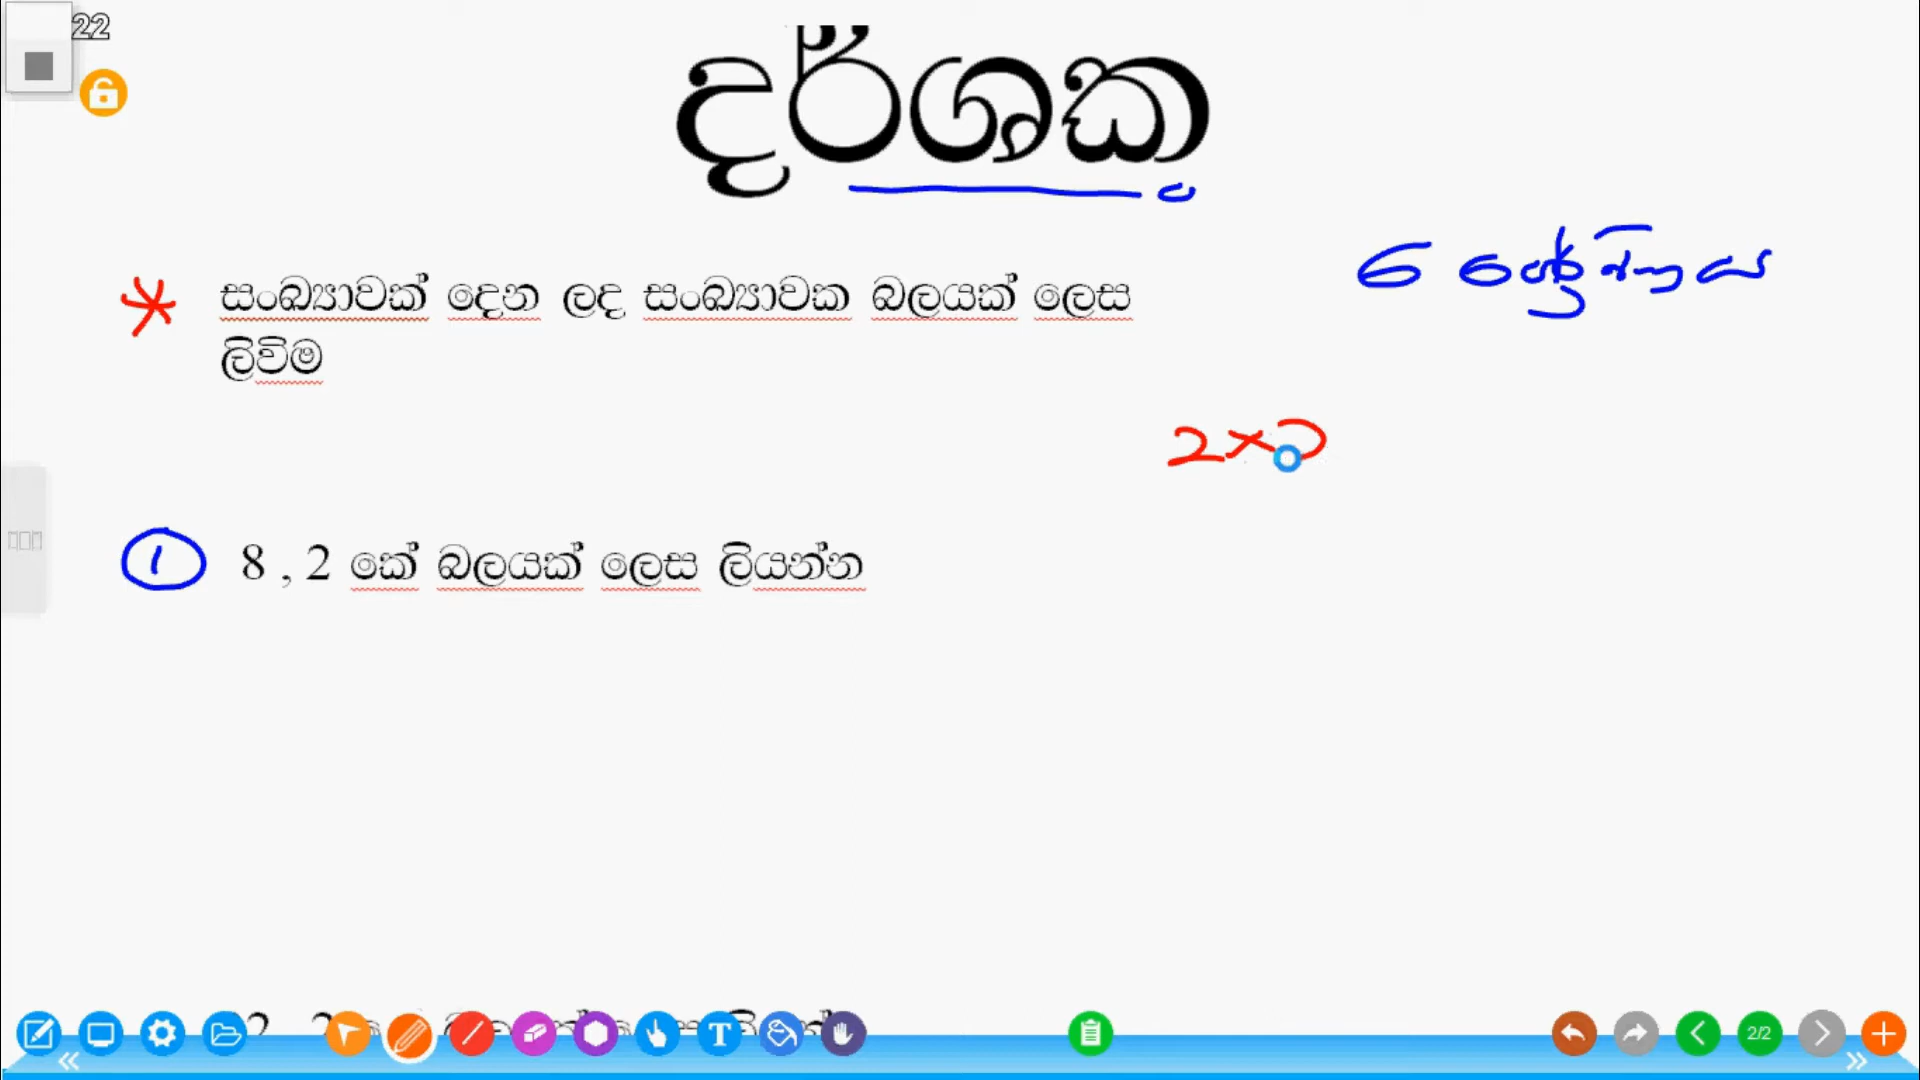 22
දර්ශක
6 ශ්‍රේණිය
සංඛ්‍යාවක් දෙන ලද සංඛ්‍යාවක බලයක් ලෙස
ලිවිම
2×2
1 8 , 2 කේ බලයක් ලෙස ලියන්න
T 2/2